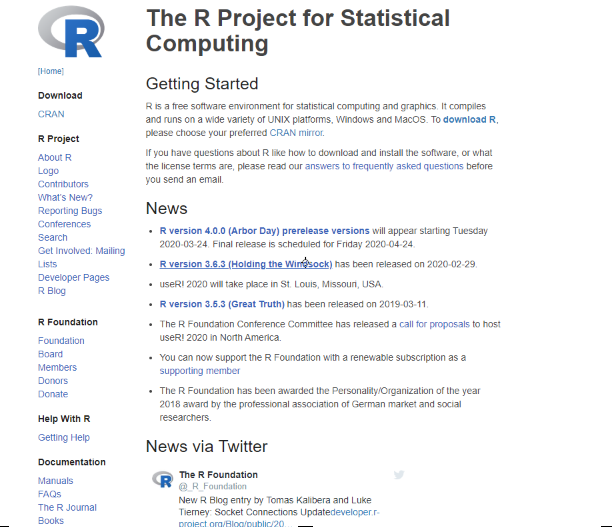 R
[Home]
Download
CRAN
R Project
About R
Logo
Contributors
What's New?
Reporting Bugs
Conferences
Search
Get Involved: Mailing
Lists
Developer Pages
R Blog
R Foundation
Foundation
Board
Members
Donors
Donate
Help With R
Getting Help
Documentation
Manuals
FAQs
The R Journal
Books
The R Project for Statistical
Computing
Getting Started
R is a free software environment for statistical computing and graphics. It compiles
and runs on a wide variety of UNIX platforms, Windows and MacOS. To download R,
please choose your preferred CRAN mirror.
If you have questions about R like how to download and install the software, or what
the license terms are, please read our answers to frequently asked questions before
you send an email.
News
R version 4.0.0 (Arbor Day) prerelease versions will appear starting Tuesday
2020-03-24. Final release is scheduled for Friday 2020-04-24.
R version 3.6.3 (Holding the Windsock) has been released on 2020-02-29.
useR! 2020 will take place in St. Louis, Missouri, USA.
R version 3.5.3 (Great Truth) has been released on 2019-03-11.
The R Foundation Conference Committee has released a call for proposals to host
useR! 2020 in North America.
You can now support the R Foundation with a renewable subscription as a
supporting member
The R Foundation has been awarded the Personality/Organization of the year
2018 award by the professional association of German market and social
researchers.
News via Twitter
R
The R Foundation
@_R_Foundation
New R Blog entry by Tomas Kalibera and Luke
Tierney: Socket Connections Updatedeveloper.r-
project.org/Blog/public/20…